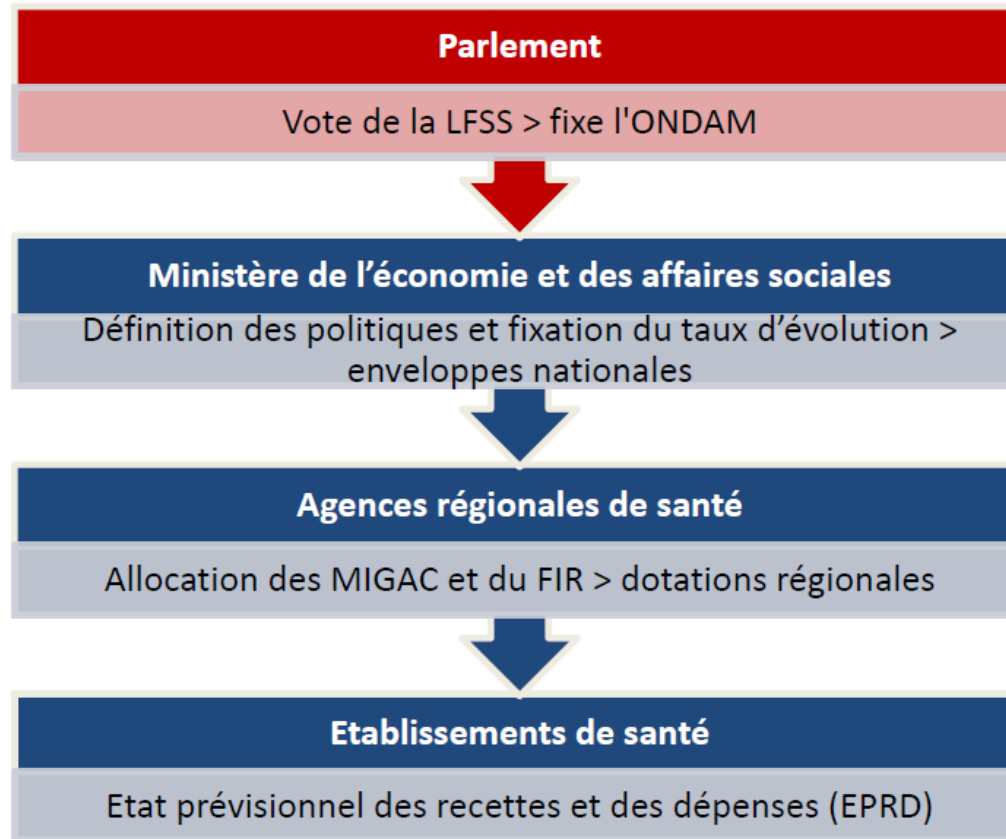 Parlement
Vote de la LFSS > fixe l'ONDAM
Ministère de l’économie et des affaires sociales
Définition des politiques et fixation du taux d’évolution >
enveloppes nationales
Agences régionales de santé
Allocation des MIGAC et du FIR > dotations régionales
Etablissements de santé
Etat prévisionnel des recettes et des dépenses (EPRD)